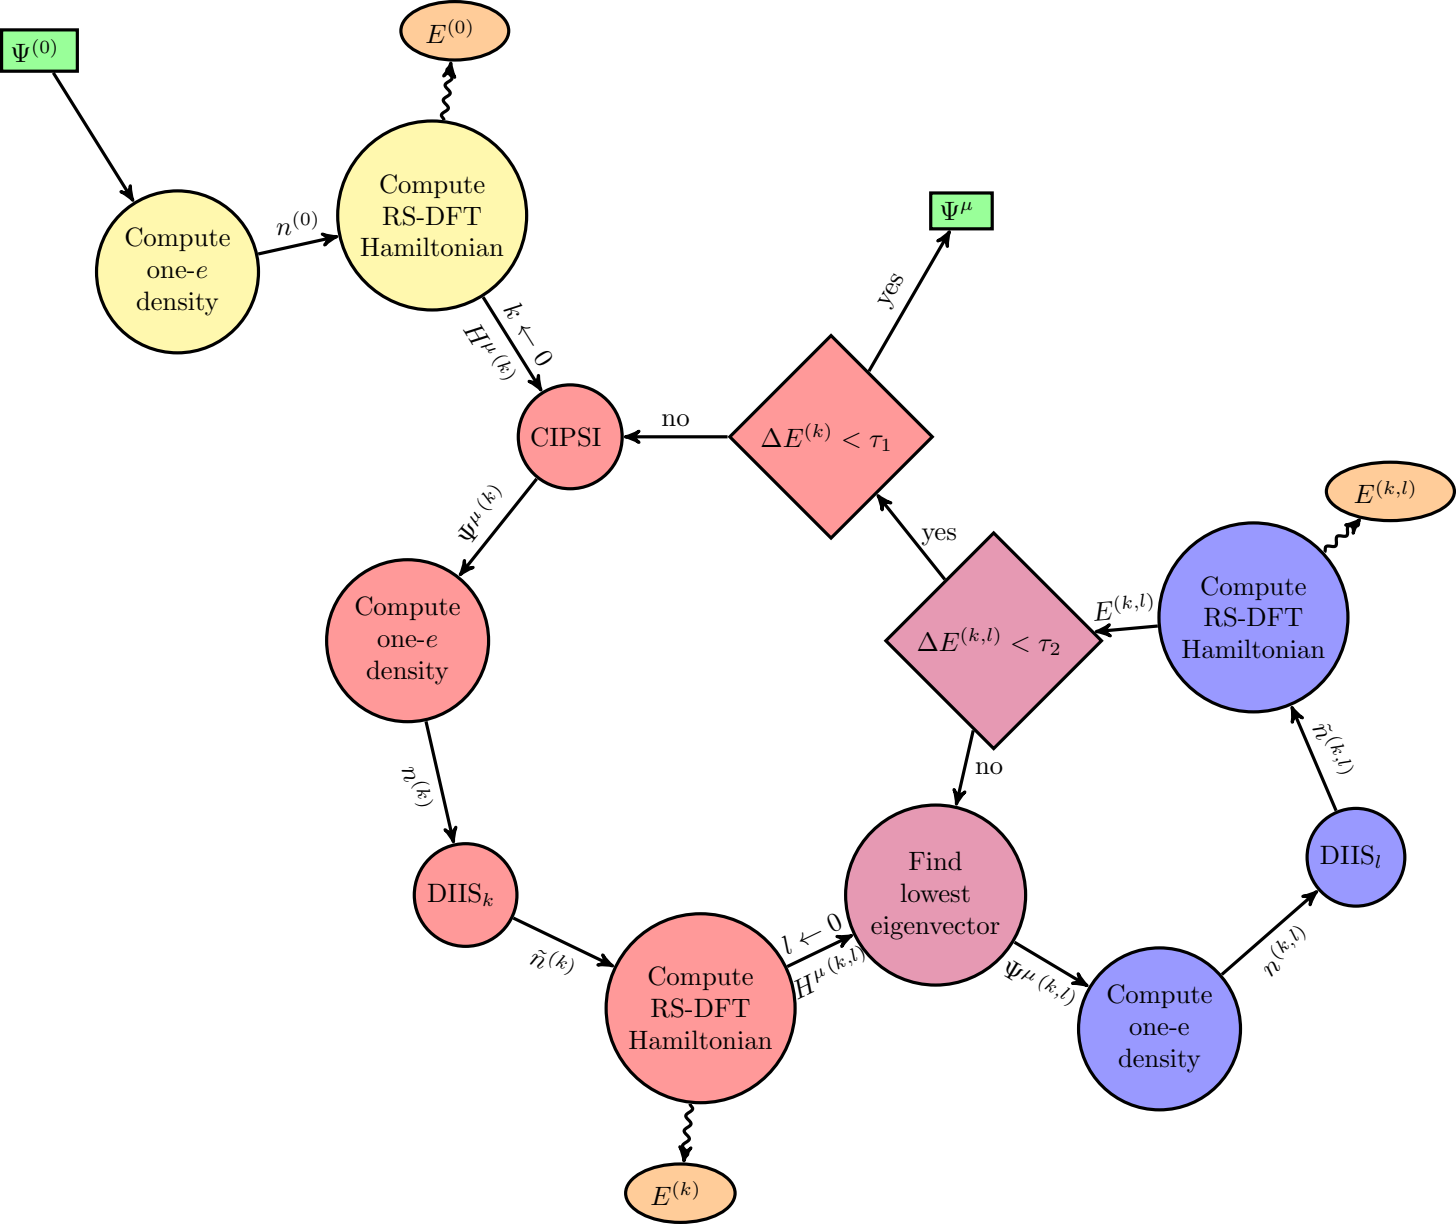 Ψ^(0)
E^(0)
Compute
one-e
density
n^(0)
Compute
RS-DFT
Hamiltonian
k ← 0
H^μ (k)
CIPSI
no
ΔE^(k) < τ₁
yes
Ψ^μ
Ψ^μ (k)
Compute
one-e
density
n^(k)
DIIS_k
ñ^(k)
Compute
RS-DFT
Hamiltonian
E^(k)
l ← 0
H^μ (k,l)
Find
lowest
eigenvector
Ψ^μ (k,l)
Compute
one-e
density
n^(k,l)
DIIS_l
ñ^(k,l)
Compute
RS-DFT
Hamiltonian
E^(k,l)
E^(k,l)
ΔE^(k,l) < τ₂
yes
no